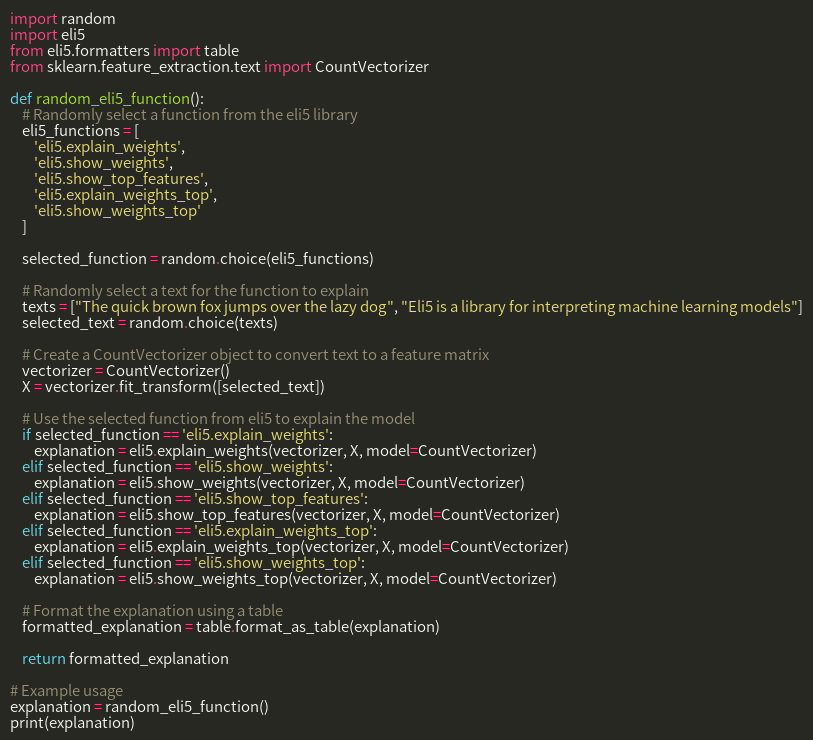 import random
import eli5
from eli5.formatters import table
from sklearn.feature_extraction.text import CountVectorizer

def random_eli5_function():
    # Randomly select a function from the eli5 library
    eli5_functions = [
        'eli5.explain_weights',
        'eli5.show_weights',
        'eli5.show_top_features',
        'eli5.explain_weights_top',
        'eli5.show_weights_top'
    ]

    selected_function = random.choice(eli5_functions)

    # Randomly select a text for the function to explain
    texts = ["The quick brown fox jumps over the lazy dog", "Eli5 is a library for interpreting machine learning models"]
    selected_text = random.choice(texts)

    # Create a CountVectorizer object to convert text to a feature matrix
    vectorizer = CountVectorizer()
    X = vectorizer.fit_transform([selected_text])

    # Use the selected function from eli5 to explain the model
    if selected_function == 'eli5.explain_weights':
        explanation = eli5.explain_weights(vectorizer, X, model=CountVectorizer)
    elif selected_function == 'eli5.show_weights':
        explanation = eli5.show_weights(vectorizer, X, model=CountVectorizer)
    elif selected_function == 'eli5.show_top_features':
        explanation = eli5.show_top_features(vectorizer, X, model=CountVectorizer)
    elif selected_function == 'eli5.explain_weights_top':
        explanation = eli5.explain_weights_top(vectorizer, X, model=CountVectorizer)
    elif selected_function == 'eli5.show_weights_top':
        explanation = eli5.show_weights_top(vectorizer, X, model=CountVectorizer)

    # Format the explanation using a table
    formatted_explanation = table.format_as_table(explanation)

    return formatted_explanation

# Example usage
explanation = random_eli5_function()
print(explanation)